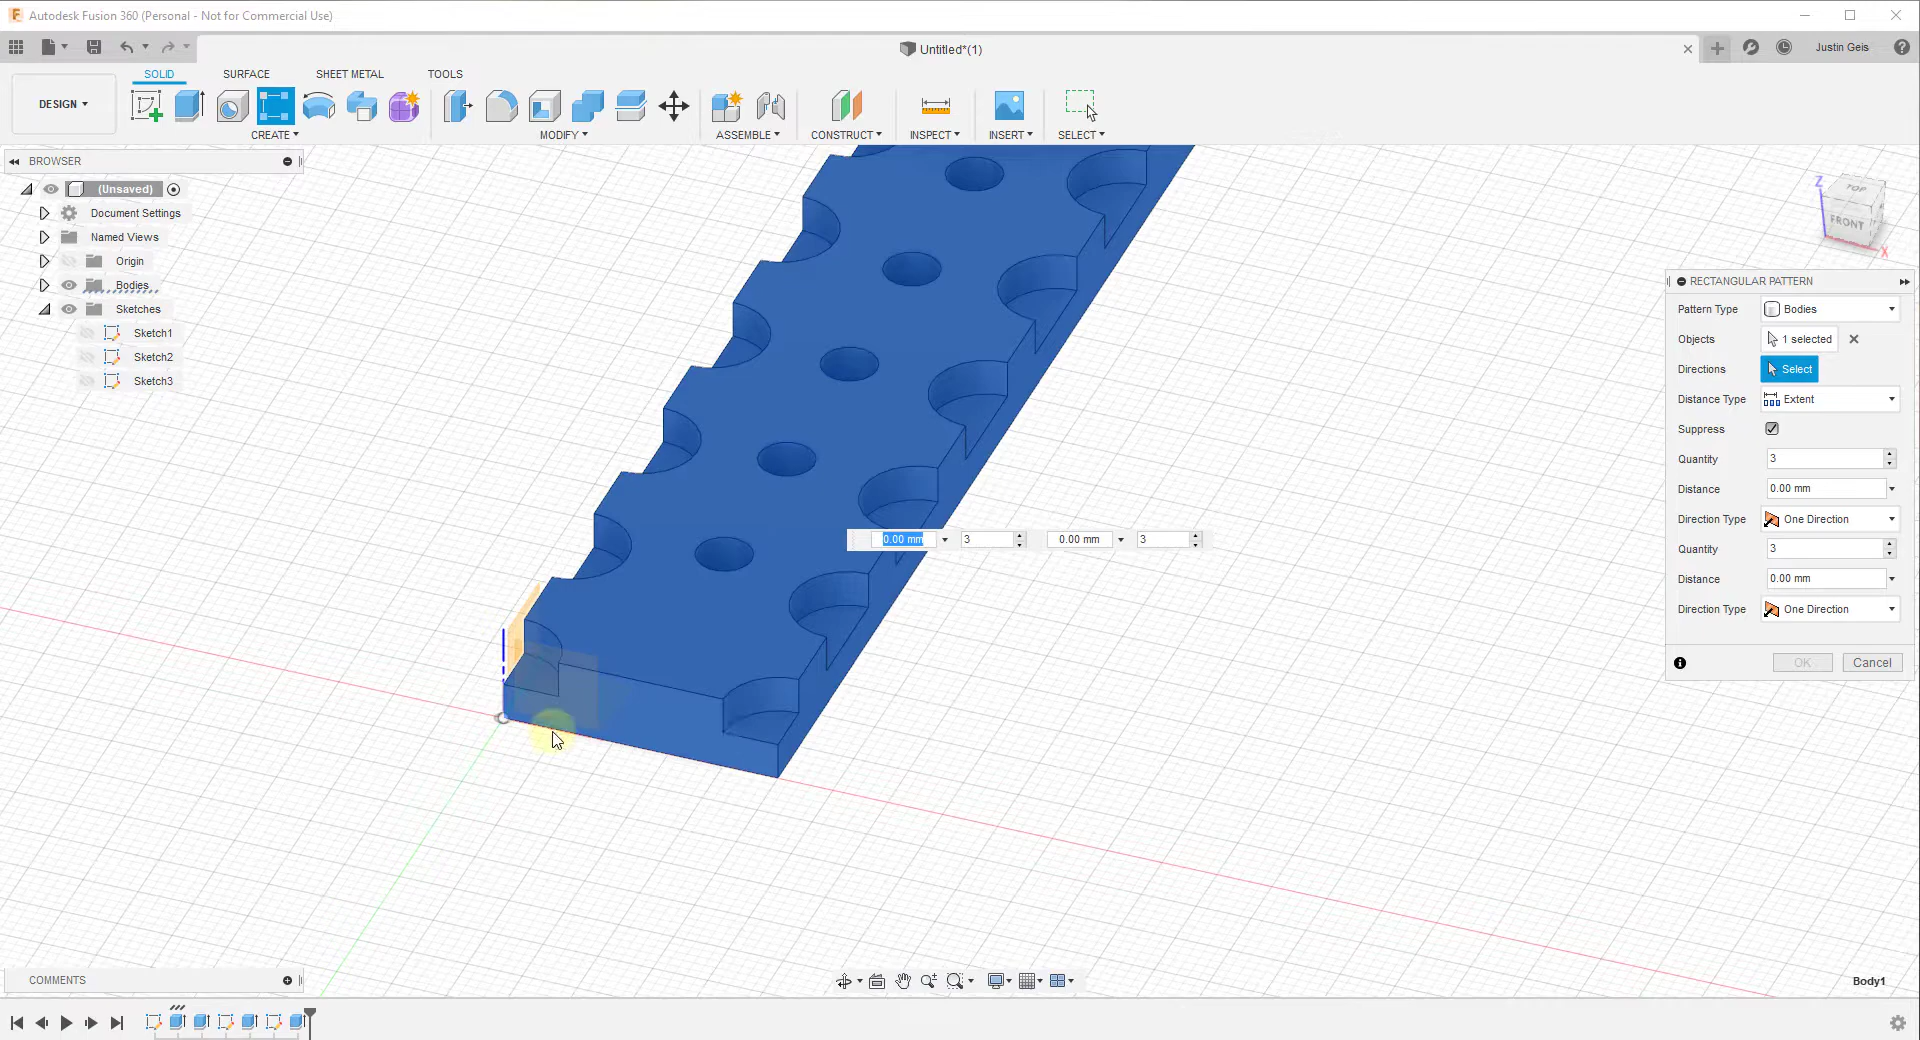 Autodesk Fusion 360 (Personal - Not for Commercial Use)
Untitled*(1)
Justin Geis
DESIGN
SOLID
SURFACE
SHEET METAL
TOOLS
CREATE
MODIFY
ASSEMBLE
CONSTRUCT
INSPECT
INSERT
SELECT
BROWSER
(Unsaved)
Document Settings
Named Views
Origin
Bodies
Sketches
Sketch1
Sketch2
Sketch3
Z
TOP
FRONT
X
RECTANGULAR PATTERN
Pattern Type Bodies
Objects 1 selected
Directions Select
Distance Type Extent
Suppress
Quantity 3
Distance 0.00 mm
Direction Type One Direction
Quantity 3
Distance 0.00 mm
Direction Type One Direction
OK Cancel
0.00 mm 3 0.00 mm 3
COMMENTS
Body1